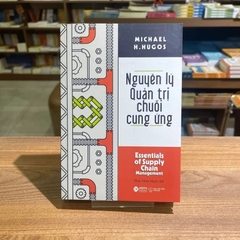 MICHAEL
H.HUGOS
Nguyên lý
Quản trị
chuỗi
cung ứng
Essentials
of Supply
Chain
Management